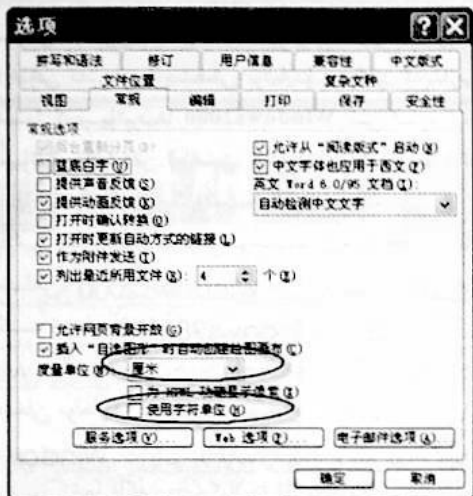 选项
拼写和语法 修订 用户信息 兼容性 中文版式
文件位置 复杂文种
视图 常规 编辑 打印 保存 安全性
常规选项
允许从“阅读版式”启动(R)
蓝底白字(U) 中文字体也应用于西文(F)
提供声音反馈(S) 英文 Word 6.0/95 文档(I):
提供动画反馈(K) 自动检测中文文字
打开时确认转换(O)
打开时更新自动方式的链接(L)
作为附件发送(T)
列出最近所用文件(R): 4 个(E)
允许网页背景开放(G)
插入“自选图形”时自动创建绘图画布(C)
度量单位(M): 厘米
为 HTML 功能显示像素(X)
使用字符单位(H)
服务选项(V)... Web 选项(P)... 电子邮件选项(A)...
确定 取消